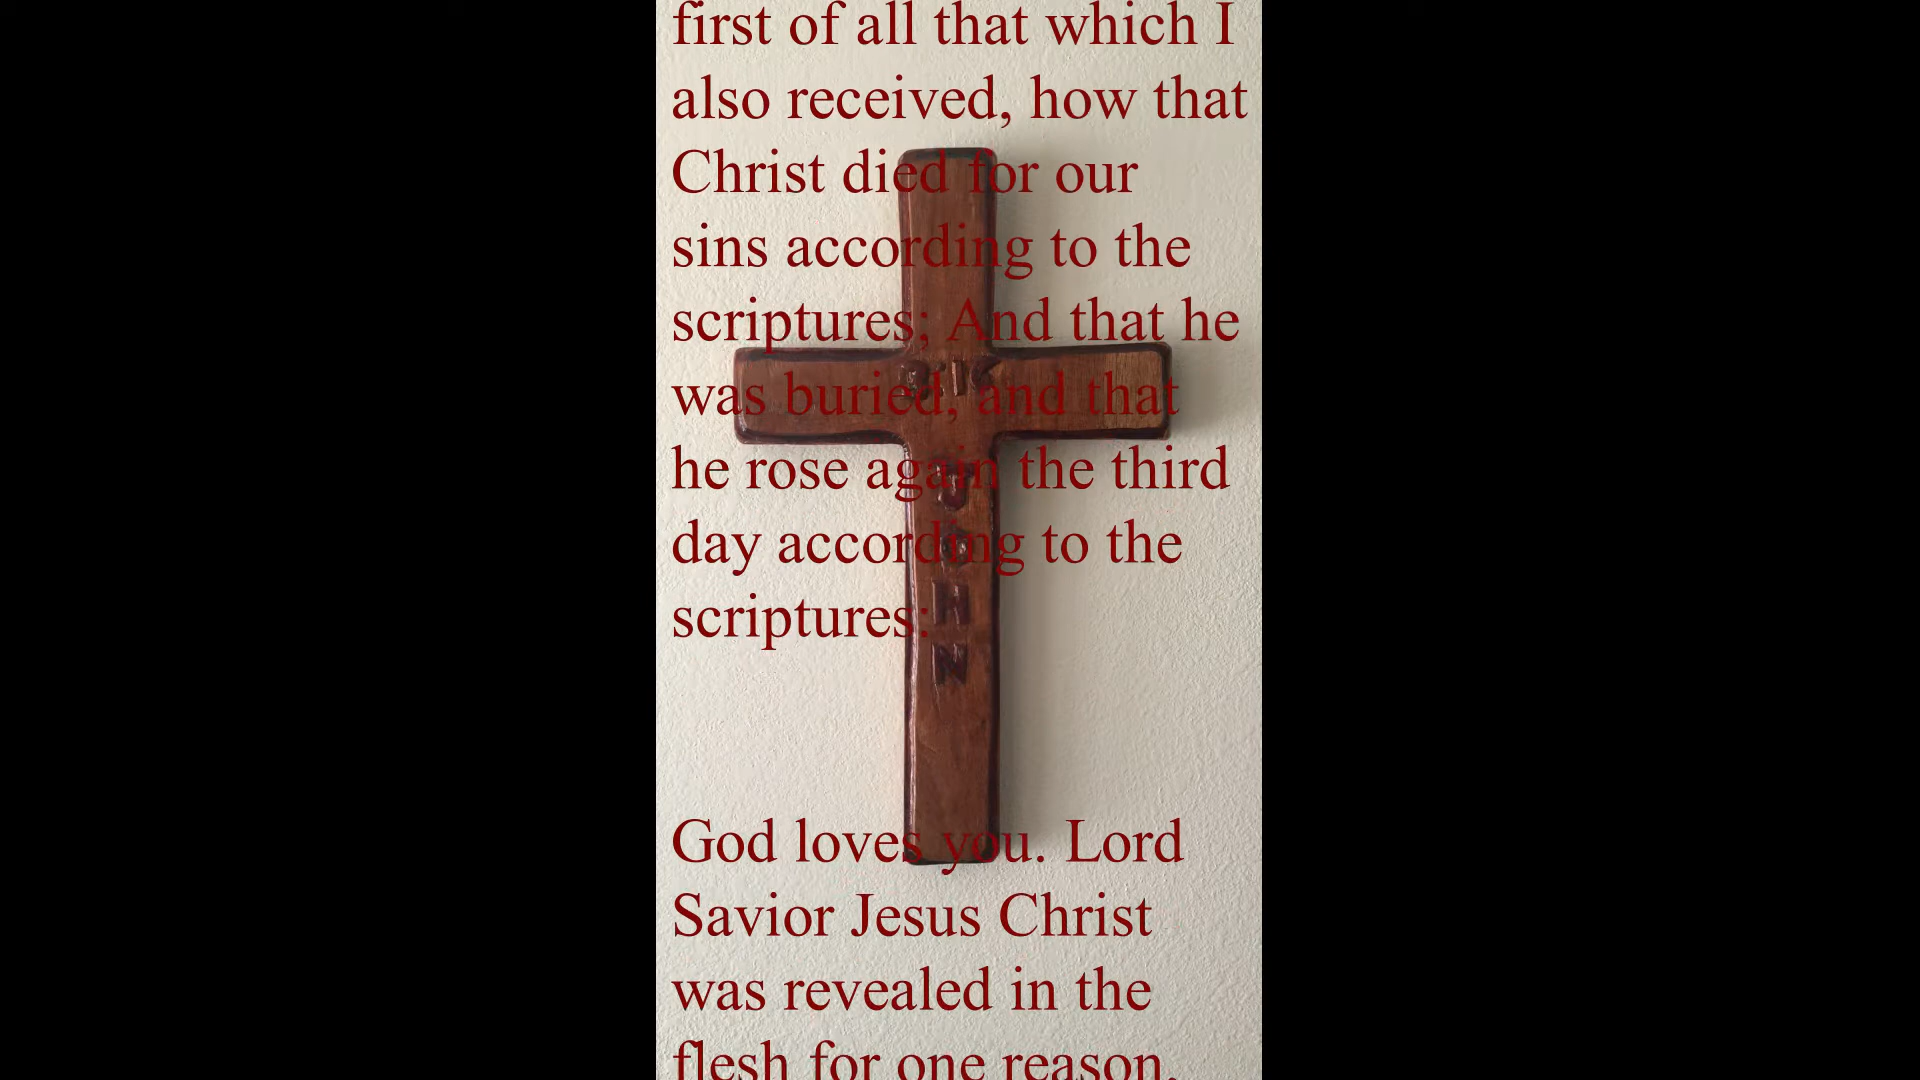 first of all that which I
also received, how that
Christ died for our
sins according to the
scriptures; And that he
was buried, and that
he rose again the third
day according to the
scriptures:
God loves you. Lord
Savior Jesus Christ
was revealed in the
flesh for one reason.
J
O
H
N